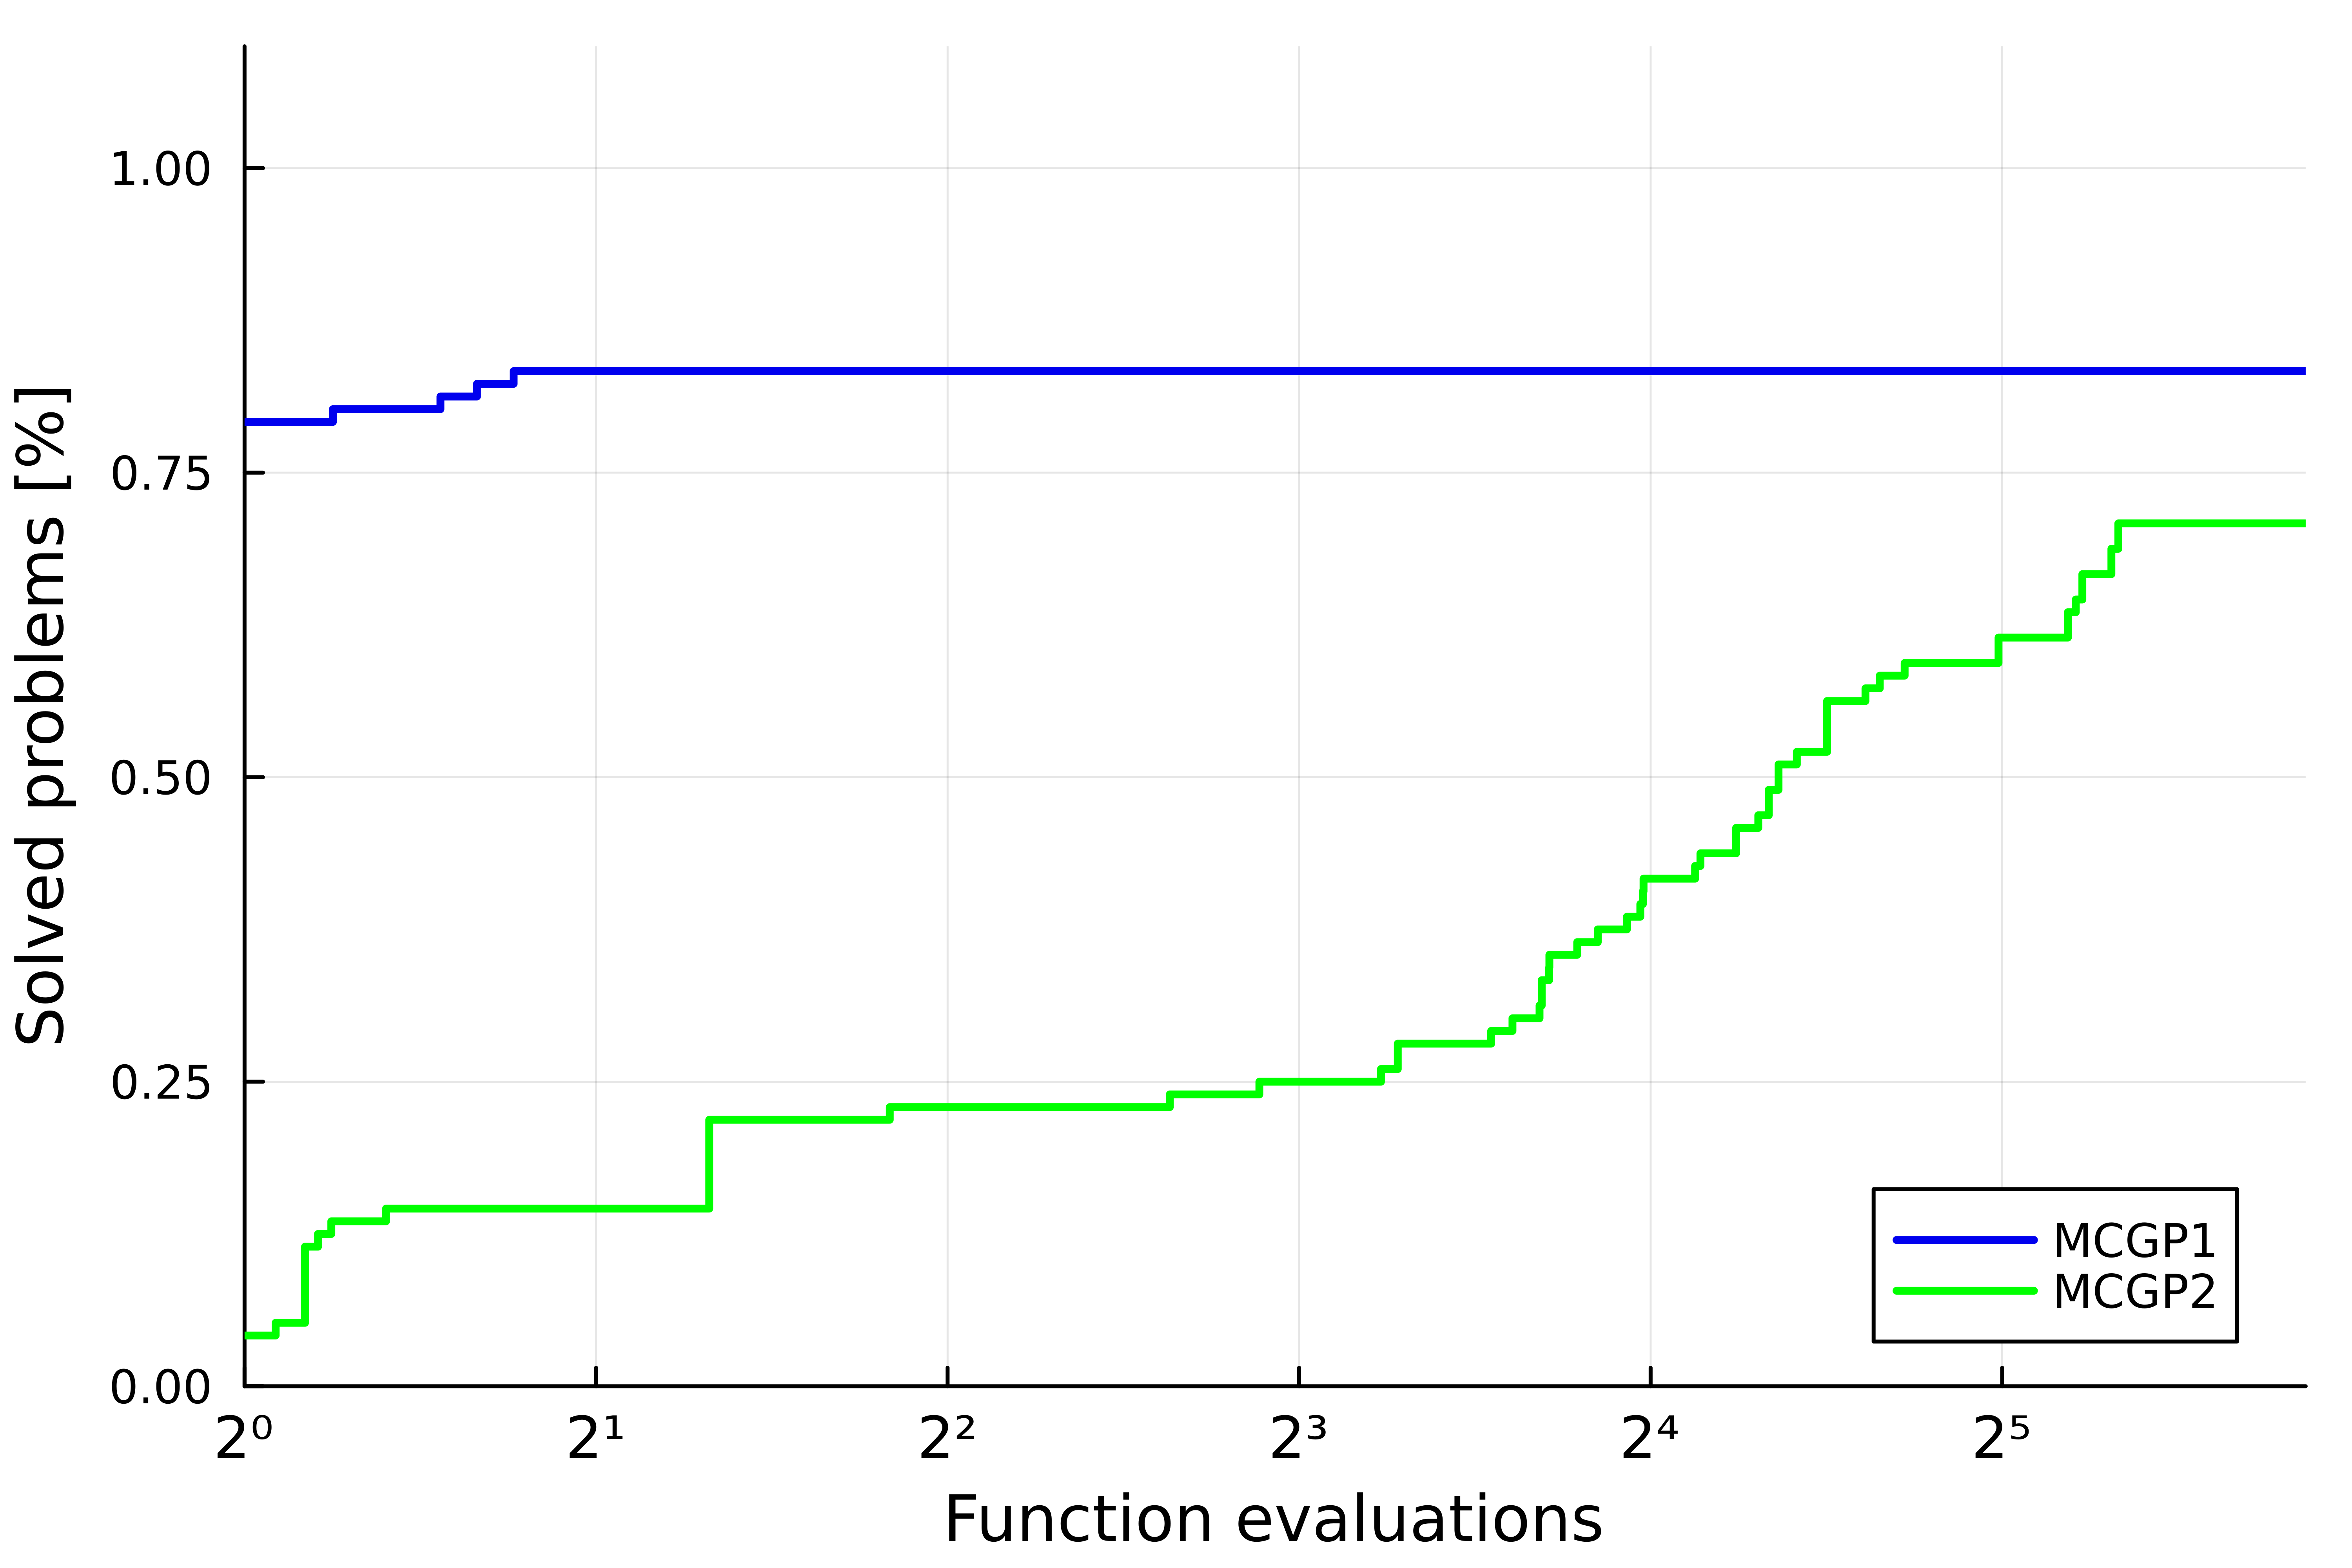 Solved problems [%]
1.00
0.75
0.50
0.25
0.00
2⁰ 2¹ 2² 2³ 2⁴ 2⁵
Function evaluations
MCGP1
MCGP2